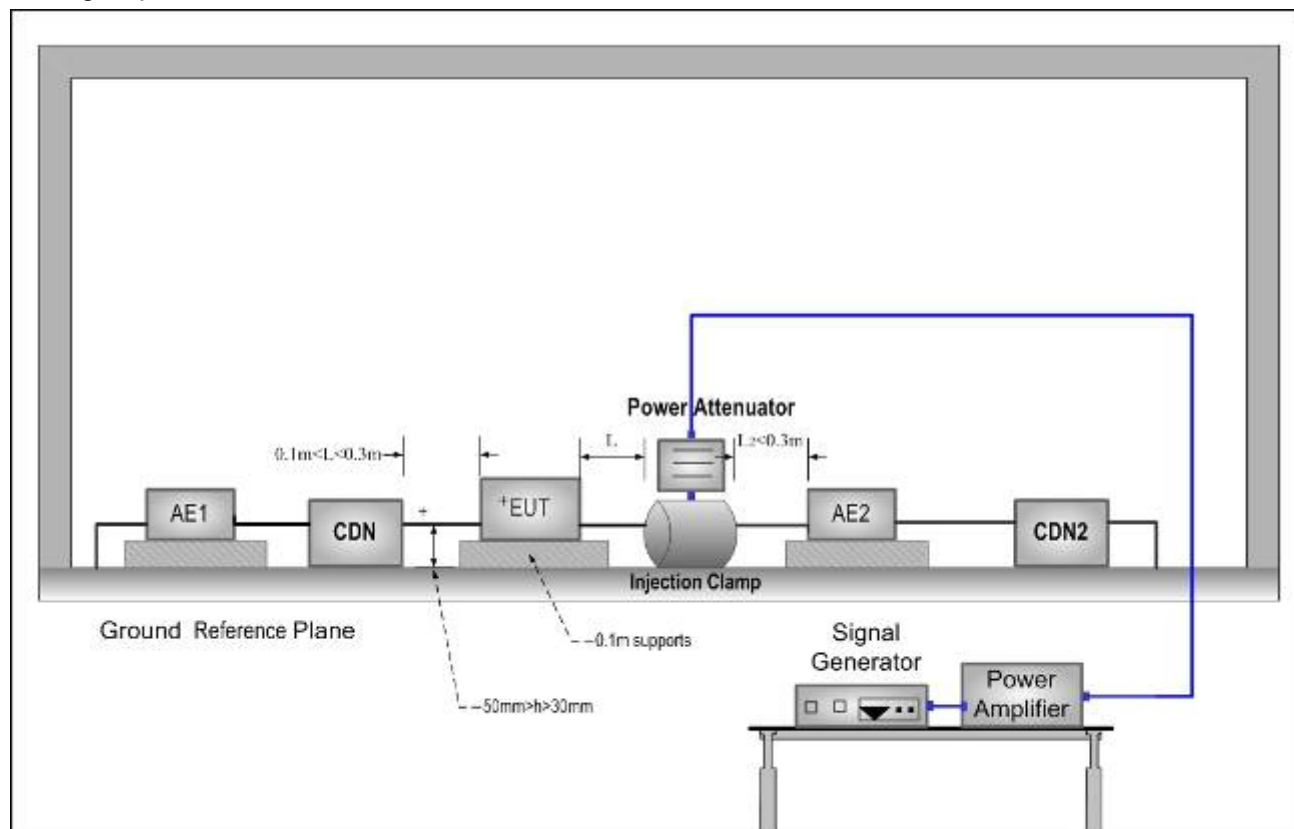 Power Attenuator
0.1m<L<0.3m
L
L2<0.3m
AE1
CDN
+
+EUT
AE2
CDN2
Injection Clamp
Ground Reference Plane
--0.1m supports
--50mm>h>30mm
Signal
Generator
Power
Amplifier